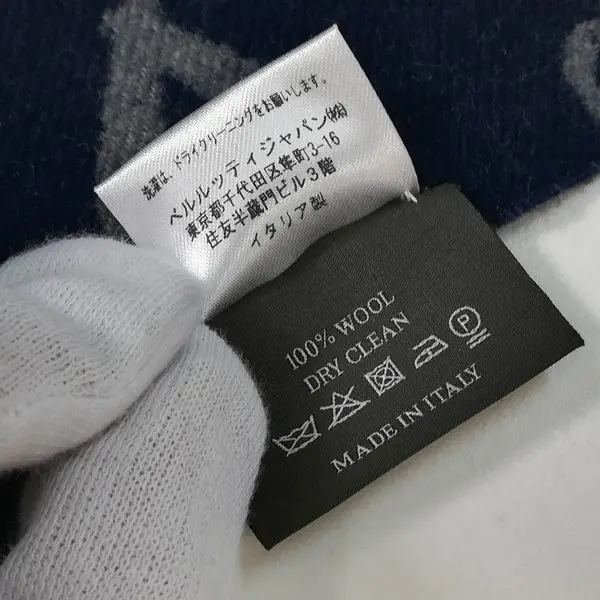 洗濯は、ドライクリーニングをお願いします。
ベルルッティジャパン㈱
東京都千代田区隼町3-16
住友半蔵門ビル3階
イタリア製
100% WOOL
DRY CLEAN
P
MADE IN ITALY